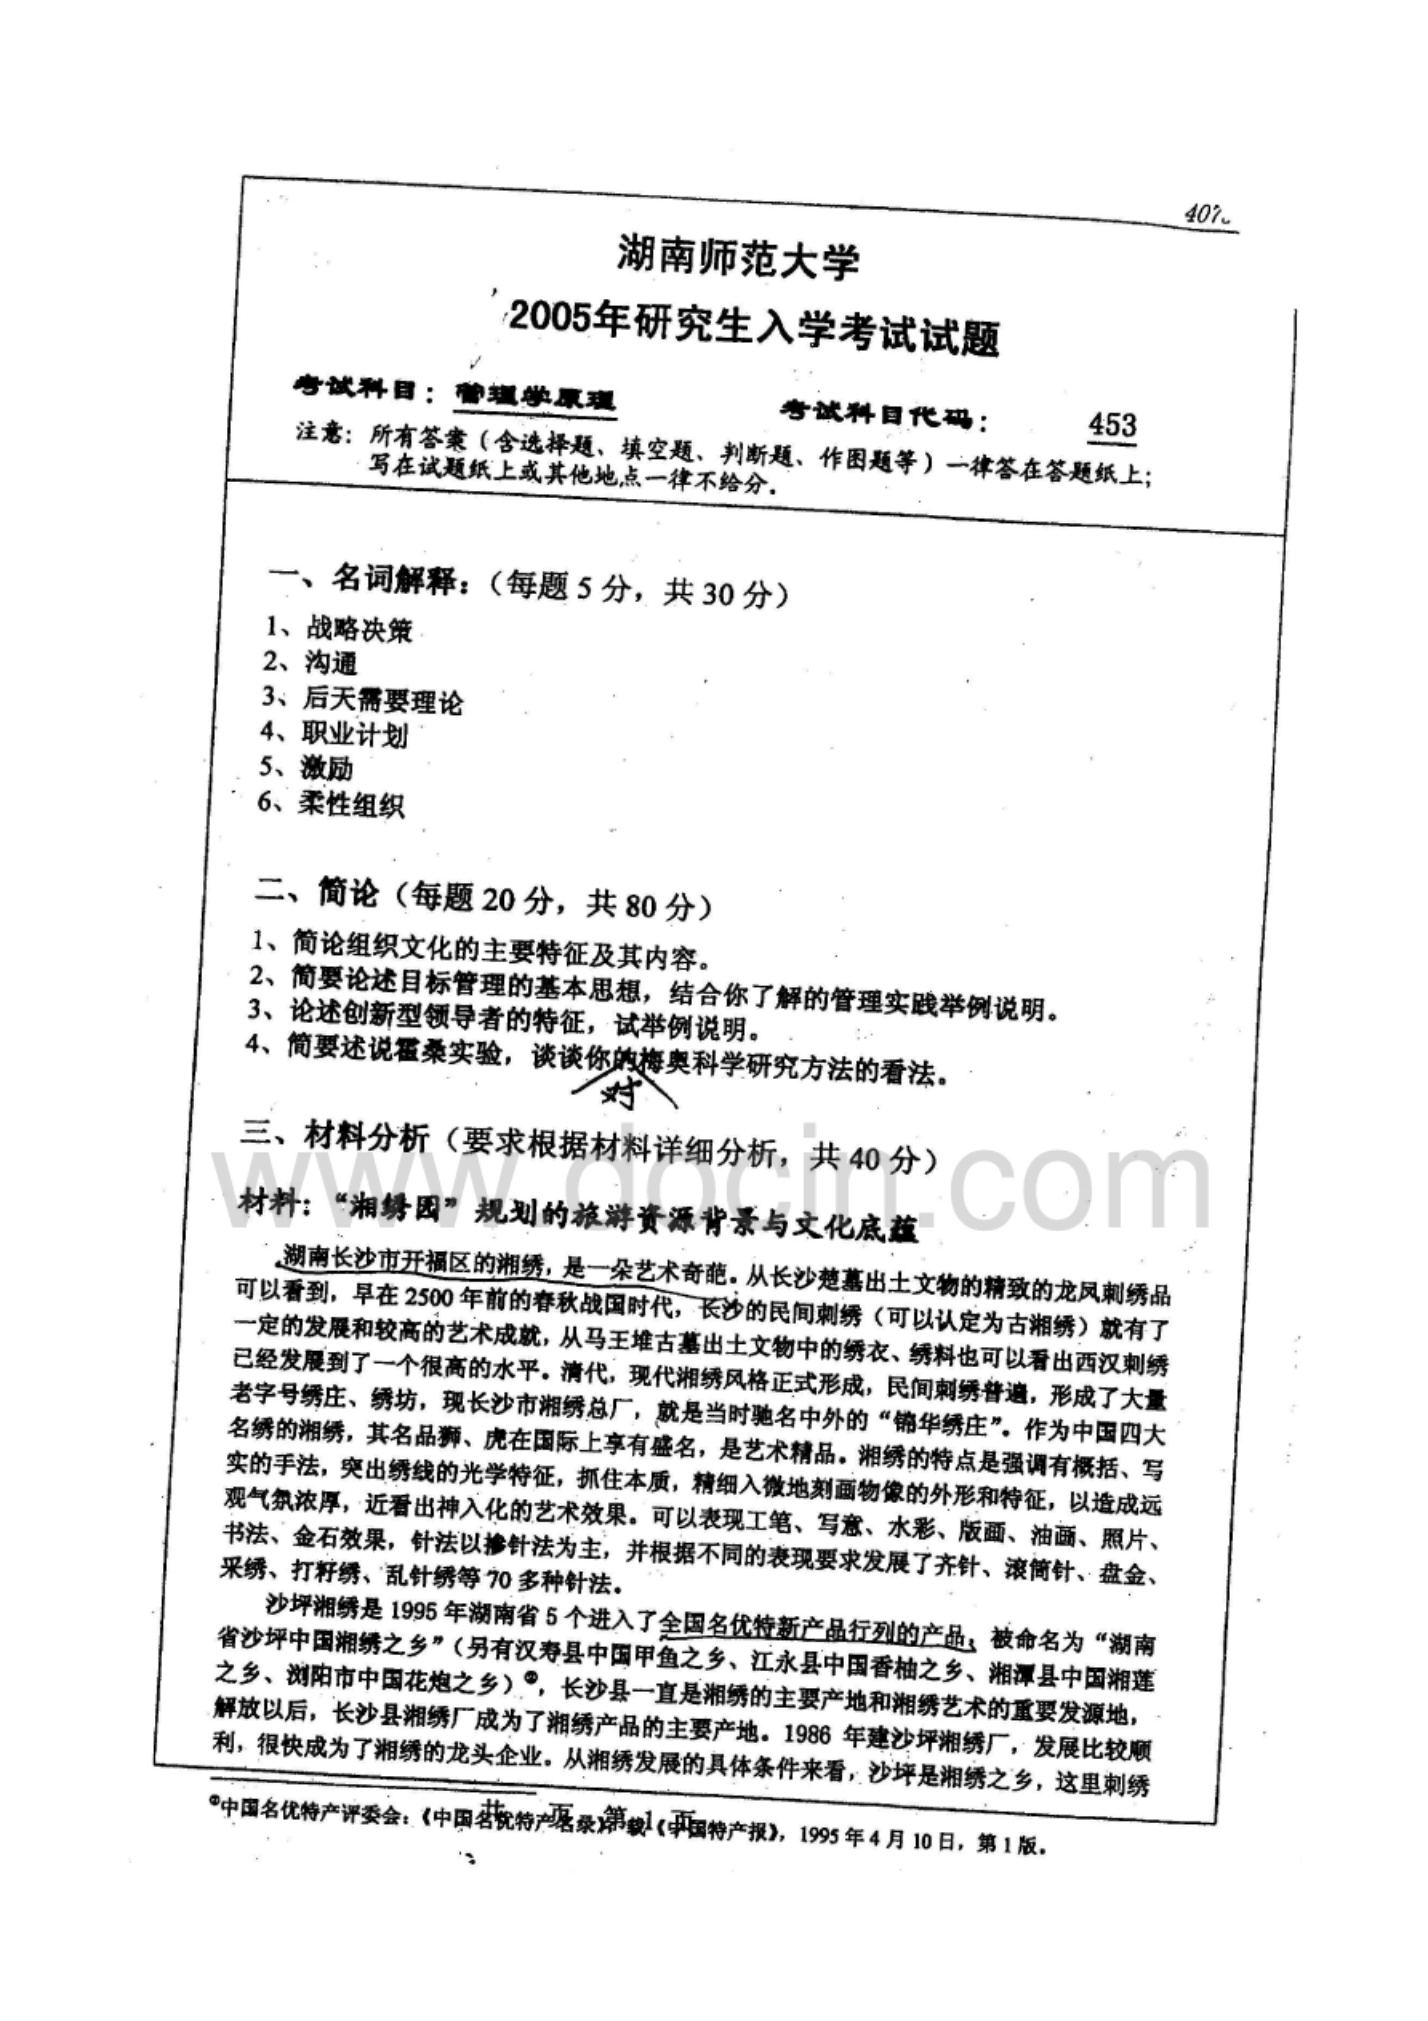 407
湖南师范大学
2005年研究生入学考试试题
考试科目：管理学原理 考试科目代码： 453
注意：所有答案（含选择题、填空题、判断题、作图题等）一律答在答题纸上；
写在试题纸上或其他地点一律不给分．
一、名词解释：（每题 5 分，共 30 分）
1、战略决策
2、沟通
3、后天需要理论
4、职业计划
5、激励
6、柔性组织
二、简论（每题 20 分，共 80 分）
1、简论组织文化的主要特征及其内容。
2、简要论述目标管理的基本思想，结合你了解的管理实践举例说明。
3、论述创新型领导者的特征，试举例说明。
4、简要述说霍桑实验，谈谈你的梅奥科学研究方法的看法。
对
三、材料分析（要求根据材料详细分析，共 40 分）
www.docin.com
材料：“湘绣园”规划的旅游资源背景与文化底蕴
湖南长沙市开福区的湘绣，是一朵艺术奇葩。从长沙楚墓出土文物的精致的龙凤刺绣品
可以看到，早在 2500 年前的春秋战国时代，长沙的民间刺绣（可以认定为古湘绣）就有了
一定的发展和较高的艺术成就，从马王堆古墓出土文物中的绣衣、绣料也可以看出西汉刺绣
已经发展到了一个很高的水平。清代，现代湘绣风格正式形成，民间刺绣普遍，形成了大量
老字号绣庄、绣坊，现长沙市湘绣总厂，就是当时驰名中外的“锦华绣庄”。作为中国四大
名绣的湘绣，其名品狮、虎在国际上享有盛名，是艺术精品。湘绣的特点是强调有概括、写
实的手法，突出绣线的光学特征，抓住本质，精细入微地刻画物像的外形和特征，以造成远
观气氛浓厚，近看出神入化的艺术效果。可以表现工笔、写意、水彩、版画、油画、照片、
书法、金石效果，针法以掺针法为主，并根据不同的表现要求发展了齐针、滚筒针、盘金、
采绣、打籽绣、乱针绣等 70 多种针法。
沙坪湘绣是 1995 年湖南省 5 个进入了全国名优特新产品行列的产品，被命名为“湖南
省沙坪中国湘绣之乡”（另有汉寿县中国甲鱼之乡、江永县中国香柚之乡、湘潭县中国湘莲
之乡、浏阳市中国花炮之乡）②，长沙县一直是湘绣的主要产地和湘绣艺术的重要发源地，
解放以后，长沙县湘绣厂成为了湘绣产品的主要产地。1986 年建沙坪湘绣厂，发展比较顺
利，很快成为了湘绣的龙头企业。从湘绣发展的具体条件来看，沙坪是湘绣之乡，这里刺绣
共 页 第 1 页
②中国名优特产评委会：《中国名优特产名录》，载《中国特产报》，1995 年 4 月 10 日，第 1 版。